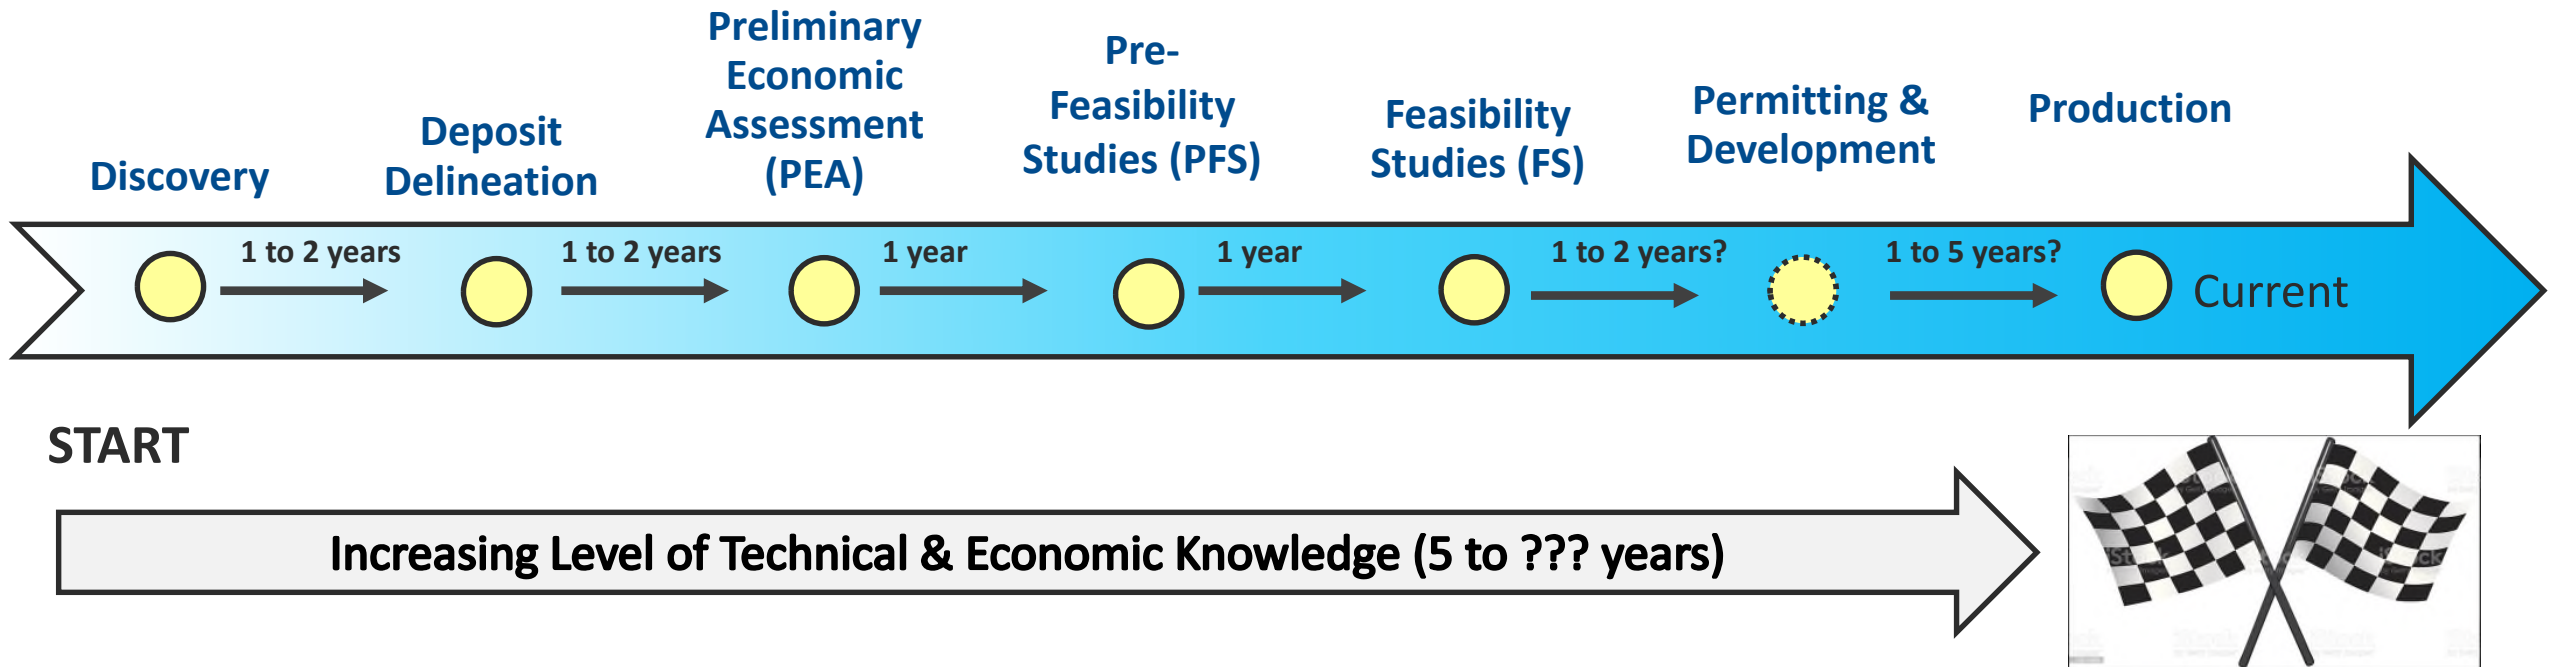 Discovery
Deposit
Delineation
Preliminary
Economic
Assessment
(PEA)
Pre-
Feasibility
Studies (PFS)
Feasibility
Studies (FS)
Permitting &
Development
Production
1 to 2 years
1 to 2 years
1 year
1 year
1 to 2 years?
1 to 5 years?
Current
START
Increasing Level of Technical & Economic Knowledge (5 to ??? years)
iStock
iStock